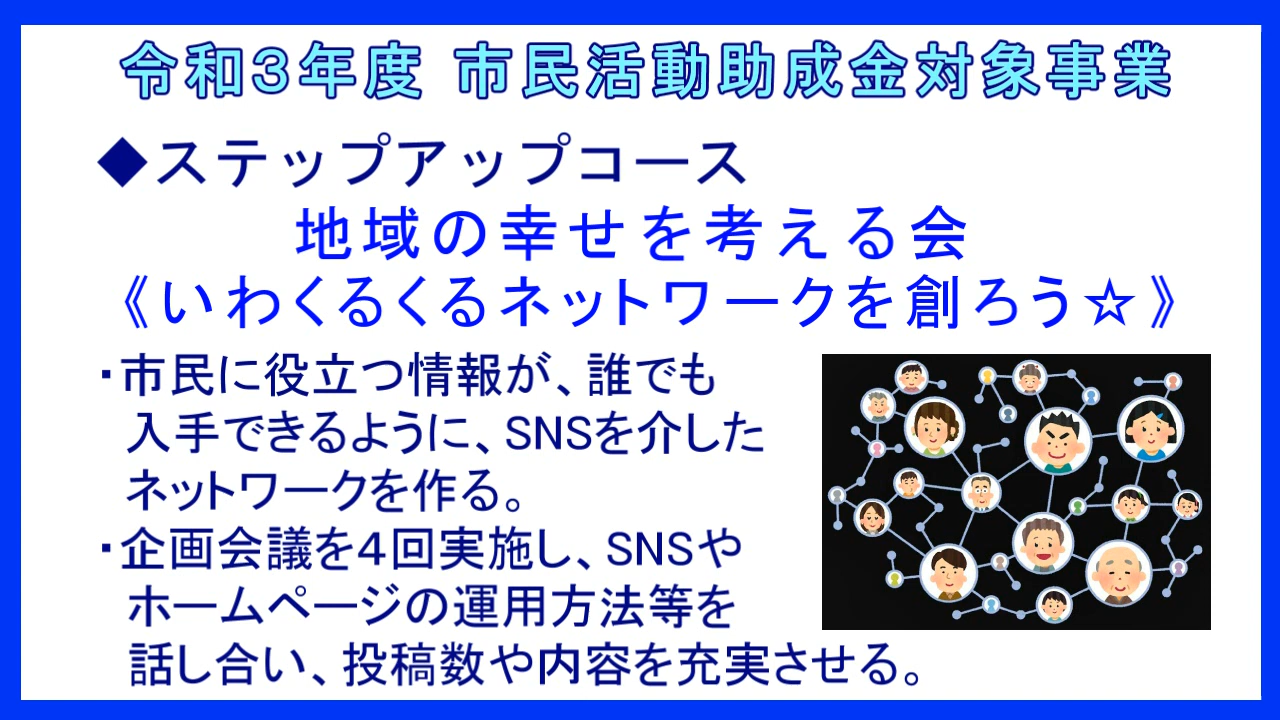 令和3年度 市民活動助成金対象事業
◆ステップアップコース
地域の幸せを考える会
《いわくるくるネットワークを創ろう☆》
・市民に役立つ情報が、誰でも
入手できるように、SNSを介した
ネットワークを作る。
・企画会議を4回実施し、SNSや
ホームページの運用方法等を
話し合い、投稿数や内容を充実させる。